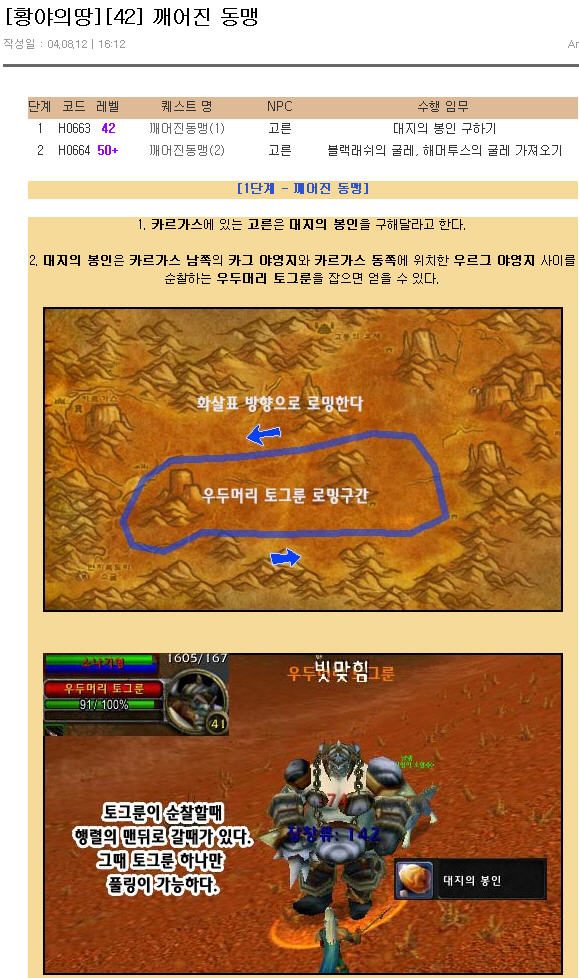 [황야의땅][42] 깨어진 동맹
작성일 : 04,08,12 | 16:12
Ar
단계 코드 레벨 퀘스트 명 NPC 수행 임무
1 H0663 42 깨어진동맹(1) 고른 대지의 봉인 구하기
2 H0664 50+ 깨어진동맹(2) 고른 블랙래쉬의 굴레, 해머투스의 굴레 가져오기
[1단계 - 깨어진 동맹]
1. 카르가스에 있는 고른은 대지의 봉인을 구해달라고 한다.
2. 대지의 봉인은 카르가스 남쪽의 카그 야영지와 카르가스 동쪽에 위치한 우르그 야영지 사이를
순찰하는 우두머리 토그룬을 잡으면 얻을 수 있다.
카르가스
화살표 방향으로 로밍한다
우두머리 토그룬 로밍구간
1605/167
우두머리 토그룬
91 / 100%
41
빗맞힘
우두머리 토그룬
142
토그룬이 순찰할때
행렬의 맨뒤로 갈때가 있다.
그때 토그룬 하나만
풀링이 가능하다.
대지의 봉인